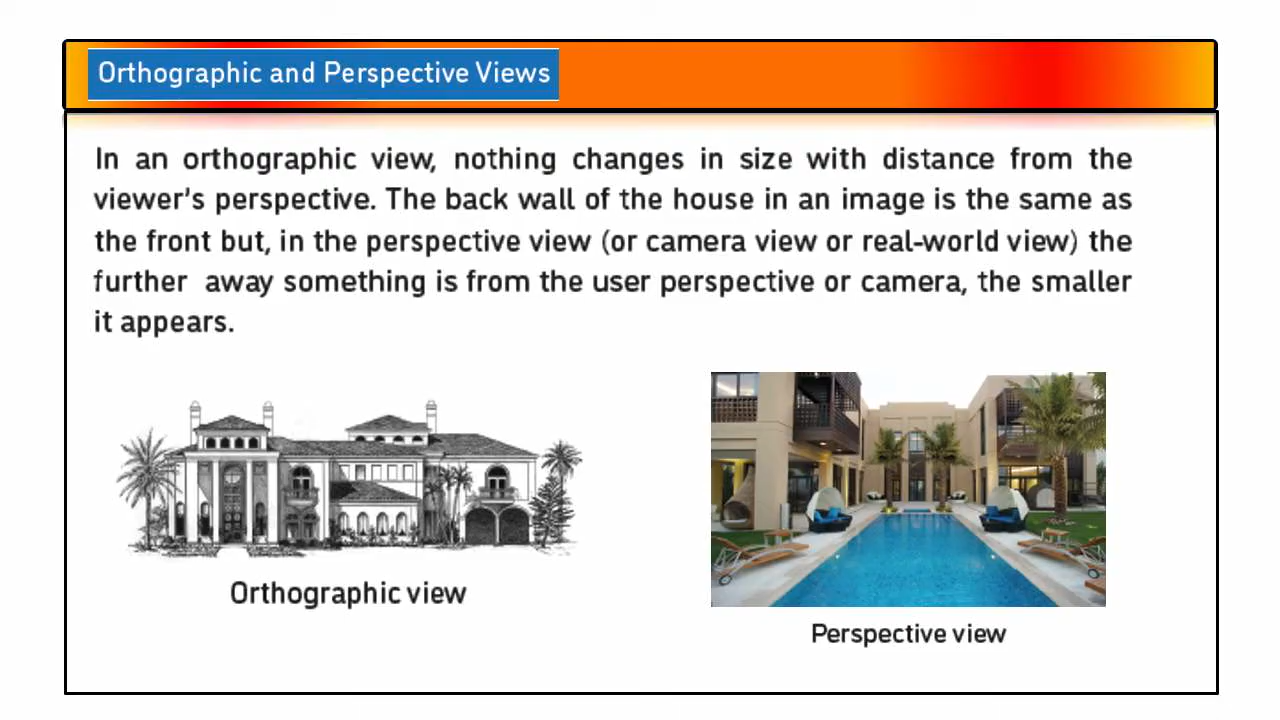 Orthographic and Perspective Views
In an orthographic view, nothing changes in size with distance from the
viewer's perspective. The back wall of the house in an image is the same as
the front but, in the perspective view (or camera view or real-world view) the
further away something is from the user perspective or camera, the smaller
it appears.
Orthographic view
Perspective view